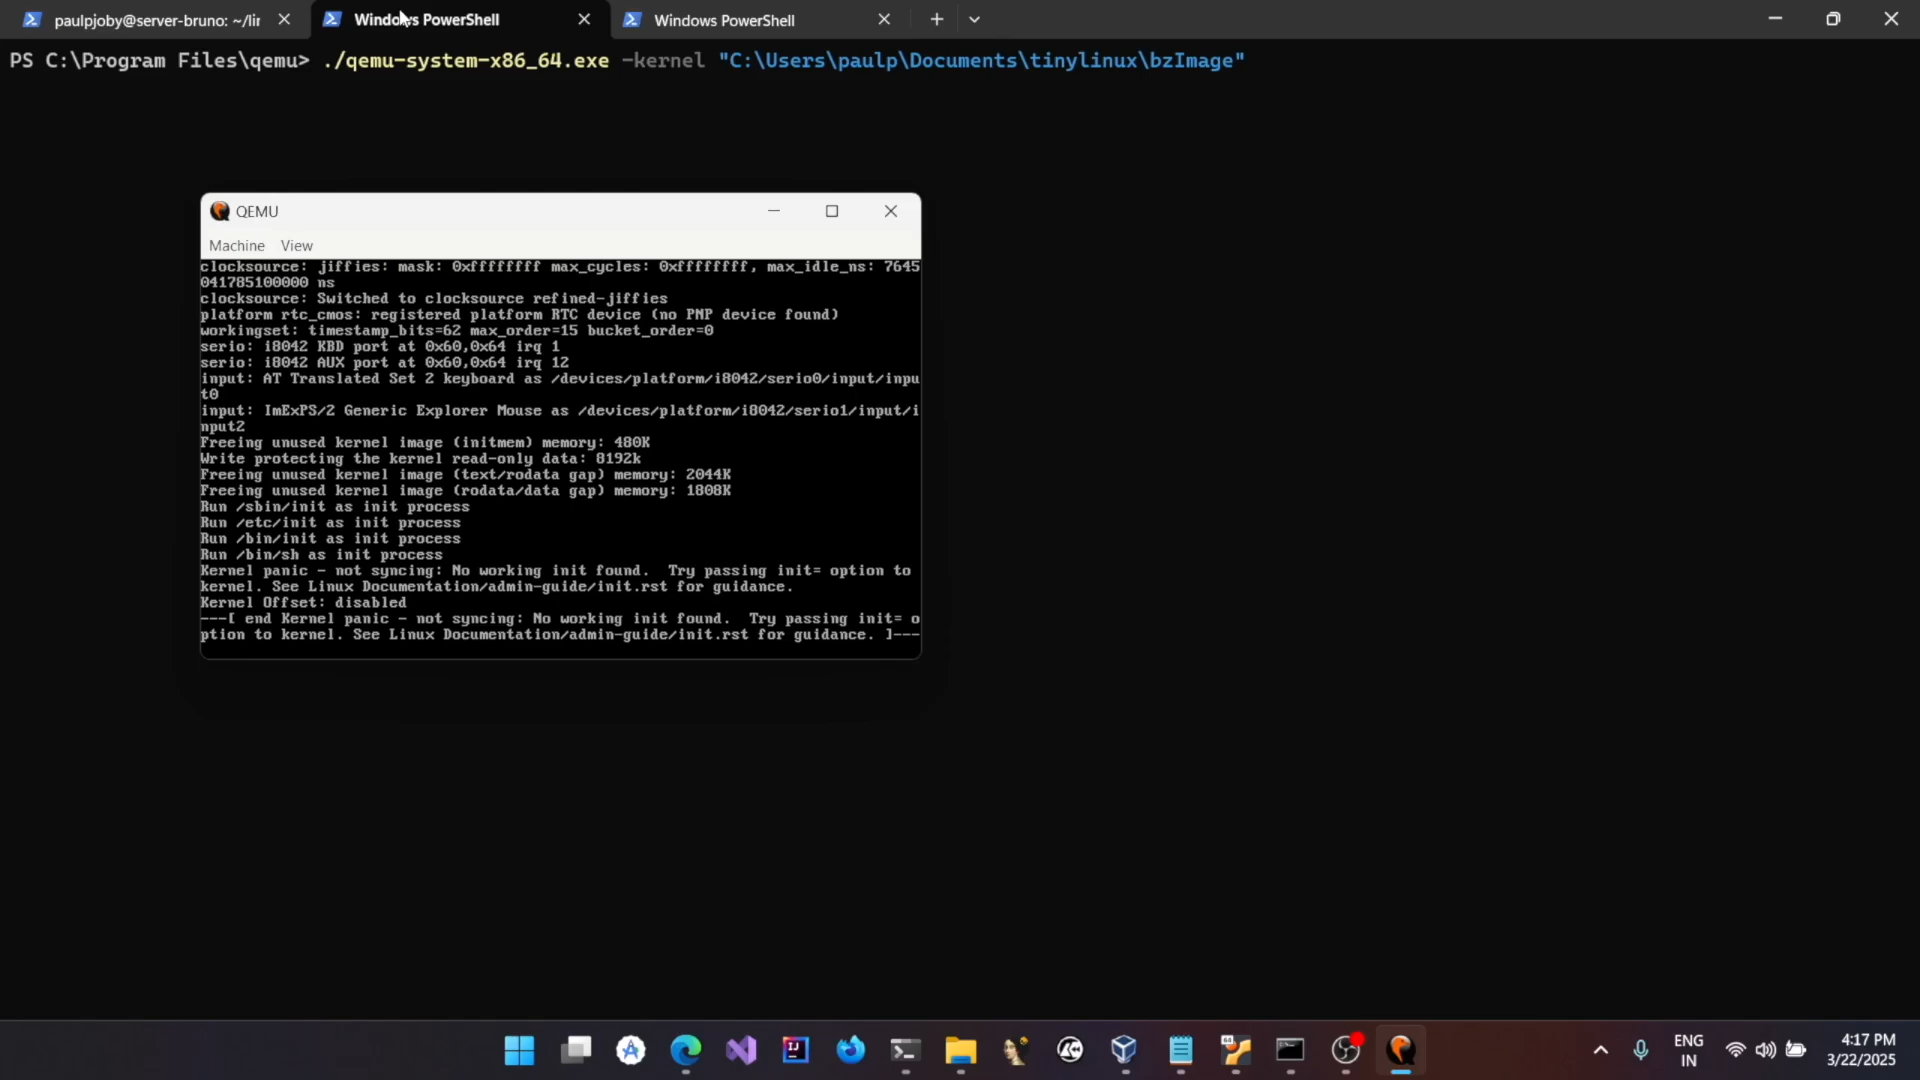 paulpjoby@server-bruno: ~/lir
Windows PowerShell
Windows PowerShell
PS C:\Program Files\qemu> ./qemu-system-x86_64.exe -kernel "C:\Users\paulp\Documents\tinylinux\bzImage"
QEMU
Machine View
clocksource: jiffies: mask: 0xffffffff max_cycles: 0xffffffff, max_idle_ns: 7645
041785100000 ns
clocksource: Switched to clocksource refined-jiffies
platform rtc_cmos: registered platform RTC device (no PNP device found)
workingset: timestamp_bits=62 max_order=15 bucket_order=0
serio: i8042 KBD port at 0x60,0x64 irq 1
serio: i8042 AUX port at 0x60,0x64 irq 12
input: AT Translated Set 2 keyboard as /devices/platform/i8042/serio0/input/inpu
t0
input: ImExPS/2 Generic Explorer Mouse as /devices/platform/i8042/serio1/input/i
nput2
Freeing unused kernel image (initmem) memory: 480K
Write protecting the kernel read-only data: 8192k
Freeing unused kernel image (text/rodata gap) memory: 2044K
Freeing unused kernel image (rodata/data gap) memory: 1808K
Run /sbin/init as init process
Run /etc/init as init process
Run /bin/init as init process
Run /bin/sh as init process
Kernel panic - not syncing: No working init found.  Try passing init= option to
kernel. See Linux Documentation/admin-guide/init.rst for guidance.
Kernel Offset: disabled
---[ end Kernel panic - not syncing: No working init found.  Try passing init= o
ption to kernel. See Linux Documentation/admin-guide/init.rst for guidance. ]---
ENG
IN
4:17 PM
3/22/2025